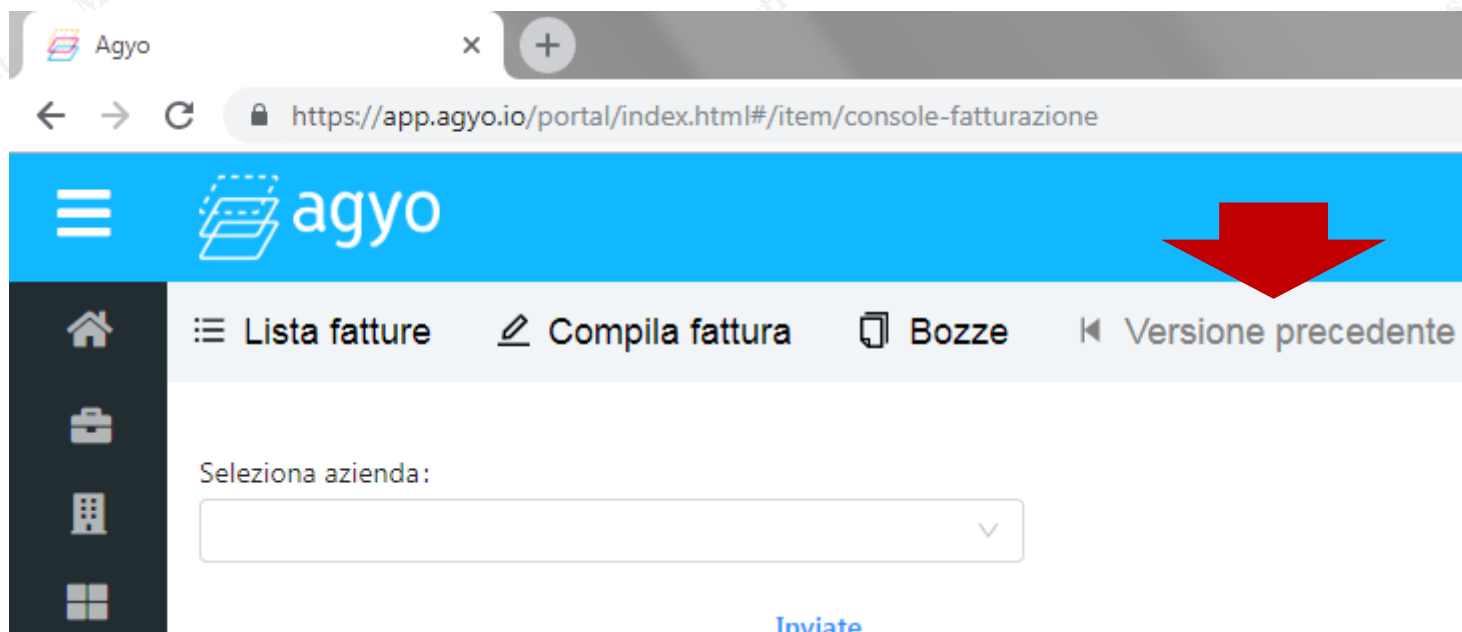 Agyo
https://app.agyo.io/portal/index.html#/item/console-fatturazione
agyo
Lista fatture Compila fattura Bozze Versione precedente
Seleziona azienda:
Inviate